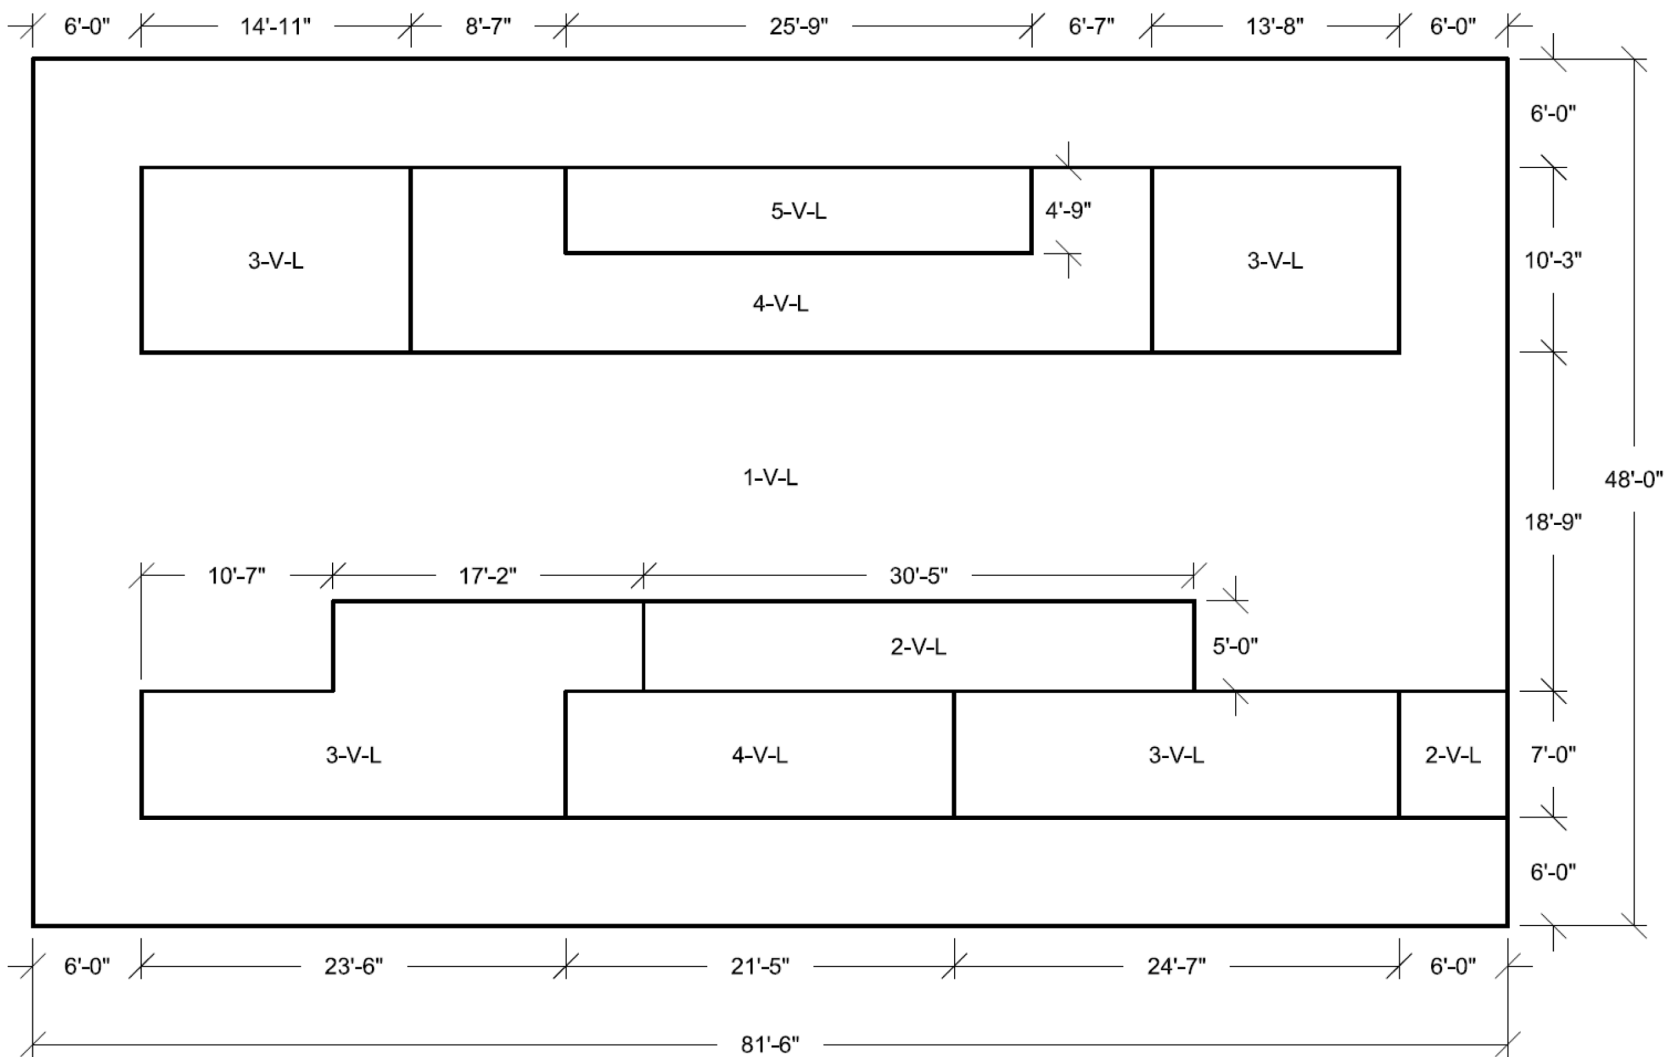 6'-0" 14'-11" 8'-7" 25'-9" 6'-7" 13'-8" 6'-0"
6'-0"
5-V-L 4'-9"
3-V-L 3-V-L 10'-3"
4-V-L
1-V-L 48'-0"
18'-9"
10'-7" 17'-2" 30'-5"
2-V-L 5'-0"
3-V-L 4-V-L 3-V-L 2-V-L 7'-0"
6'-0"
6'-0" 23'-6" 21'-5" 24'-7" 6'-0"
81'-6"